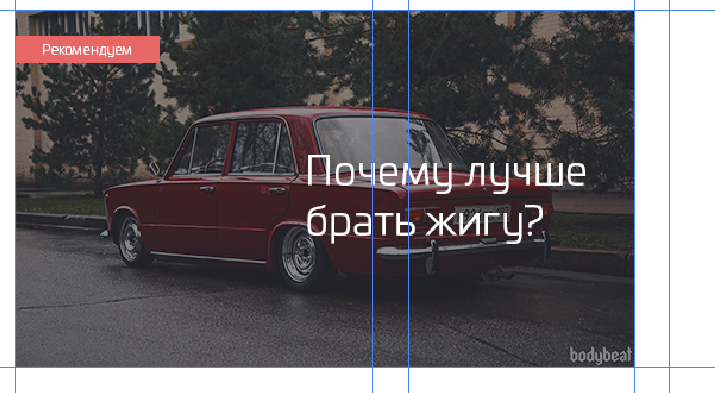 Рекомендуем
Почему лучше
брать жигу?
bodybeat